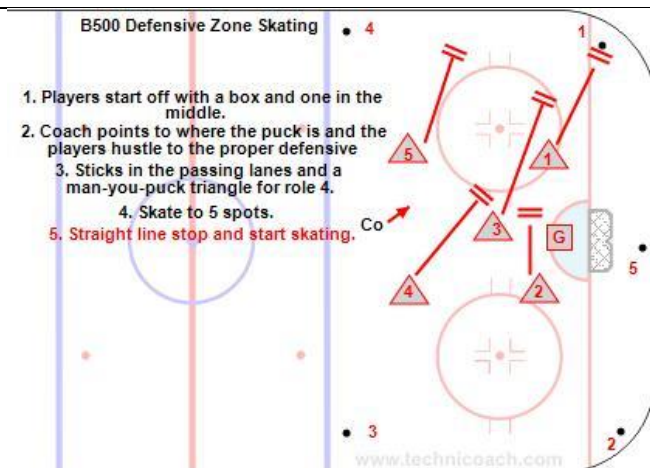 B500 Defensive Zone Skating
4
1
1. Players start off with a box and one in the
middle.
2. Coach points to where the puck is and the
players hustle to the proper defensive
3. Sticks in the passing lanes and a
man-you-puck triangle for role 4.
4. Skate to 5 spots.
5. Straight line stop and start skating.
Co
5
1
3
G
5
4
2
3
2
www.technicoach.com